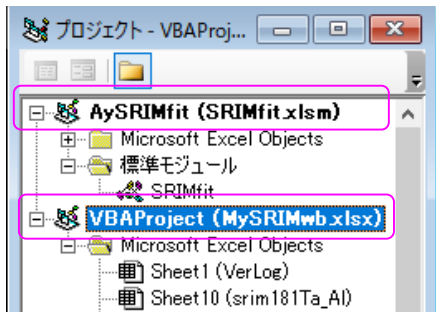 プロジェクト - VBAProj...
AySRIMfit (SRIMfit.xlsm)
Microsoft Excel Objects
標準モジュール
SRIMfit
VBAProject (MySRIMwb.xlsx)
Microsoft Excel Objects
Sheet1 (VerLog)
Sheet10 (srim181Ta_Al)